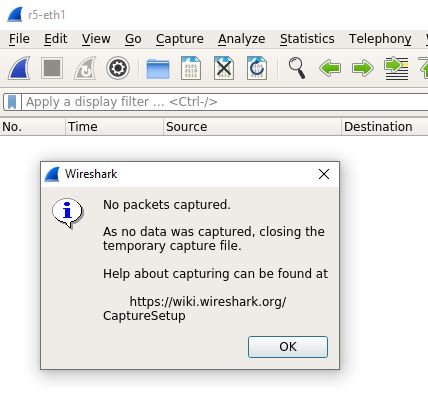 r5-eth1
File Edit View Go Capture Analyze Statistics Telephony
Apply a display filter ... <Ctrl-/>
No. Time Source Destination
Wireshark
No packets captured.
As no data was captured, closing the
temporary capture file.
Help about capturing can be found at
https://wiki.wireshark.org/
CaptureSetup
OK